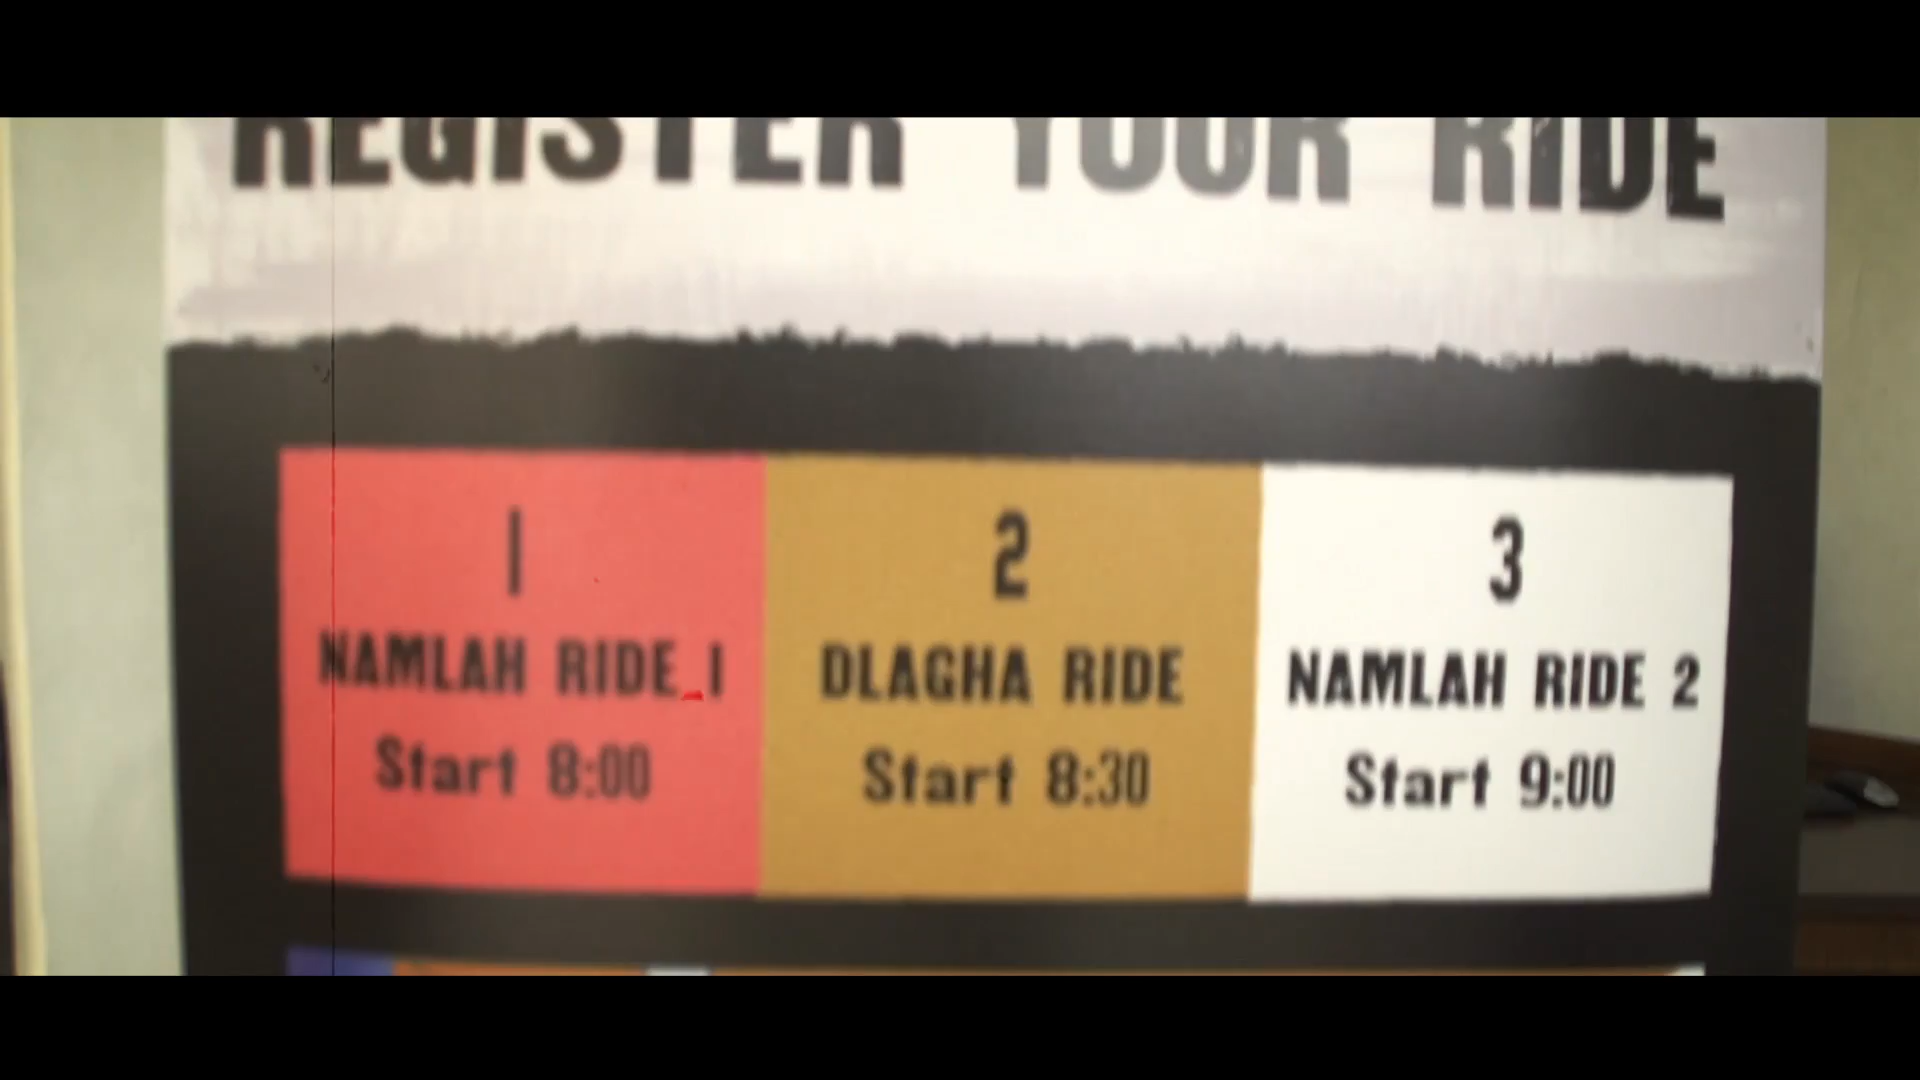 REGISTER YOUR RIDE
1
NAMLAH RIDE 1
Start 8:00
2
DLAGHA RIDE
Start 8:30
3
NAMLAH RIDE 2
Start 9:00